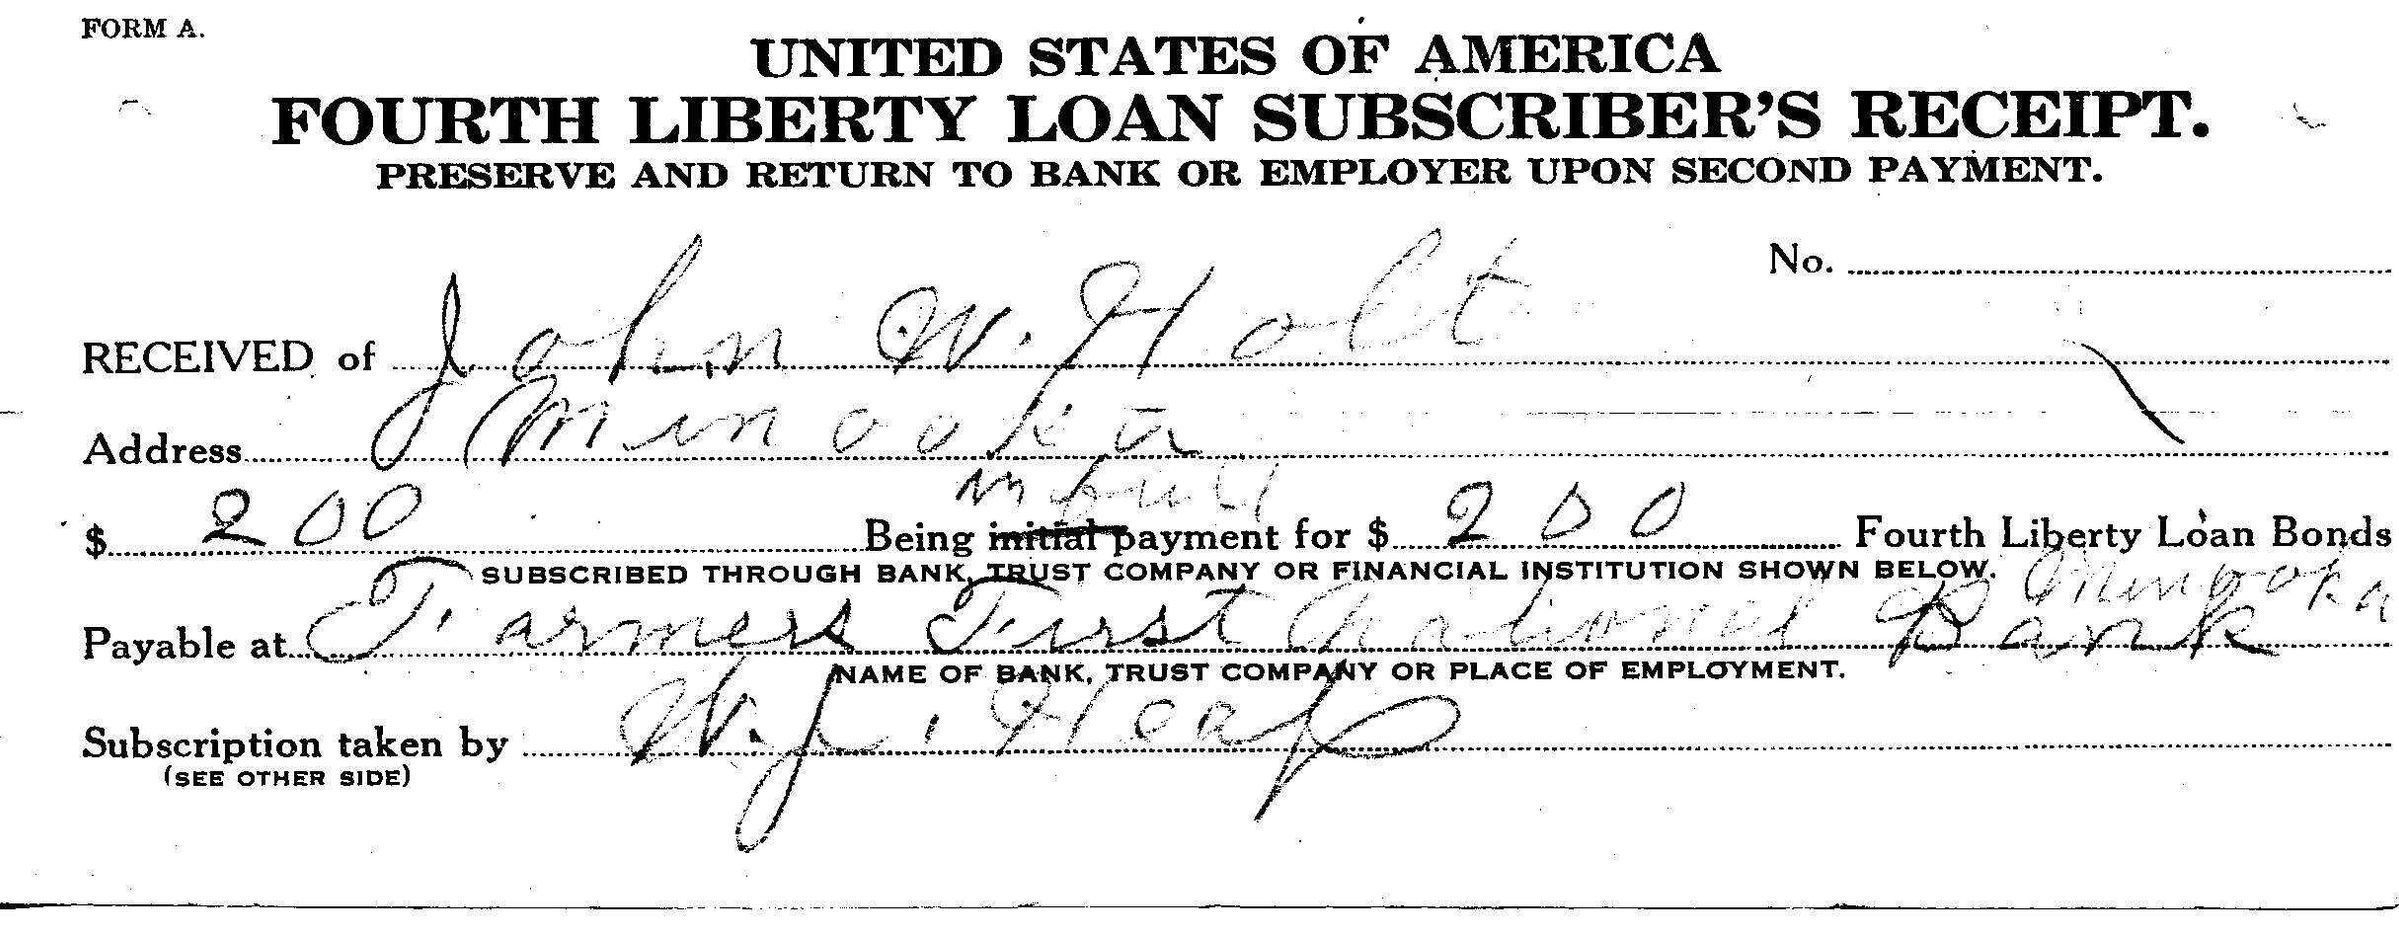 FORM A.
UNITED STATES OF AMERICA
FOURTH LIBERTY LOAN SUBSCRIBER'S RECEIPT.
PRESERVE AND RETURN TO BANK OR EMPLOYER UPON SECOND PAYMENT.
No.
RECEIVED of John W. Holt
Address Minooka
in full
$ 200 Being initial payment for $ 200 Fourth Liberty Loan Bonds
SUBSCRIBED THROUGH BANK, TRUST COMPANY OR FINANCIAL INSTITUTION SHOWN BELOW.
Minooka
Payable at Farmers First National Bank
NAME OF BANK, TRUST COMPANY OR PLACE OF EMPLOYMENT.
Subscription taken by W. J. Heap
(SEE OTHER SIDE)